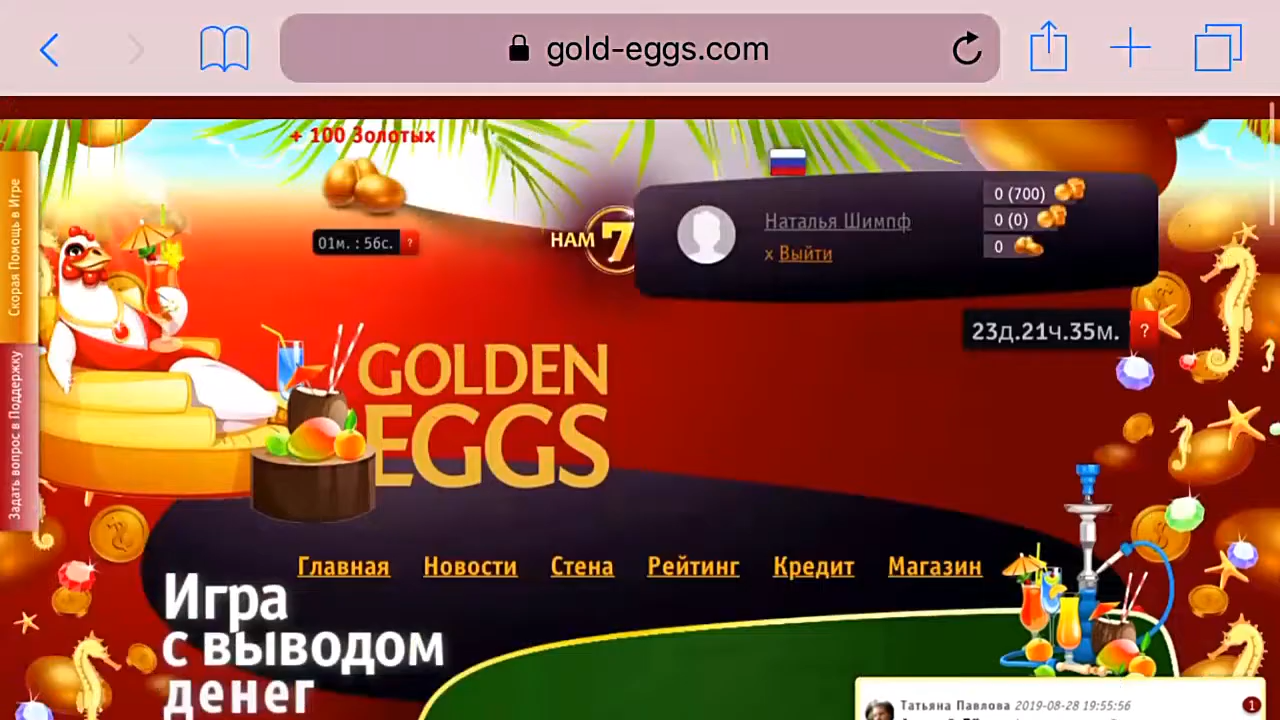 gold-eggs.com
+ 100 Золотых
01м. : 56с. ?
НАМ 7
Наталья Шимпф
x Выйти
0 (700)
0 (0)
0
23д.21ч.35м. ?
Скорая Помощь в Игре
Задать вопрос в Поддержку
GOLDEN
EGGS
Главная Новости Стена Рейтинг Кредит Магазин
Игра
с выводом
денег
Татьяна Павлова 2019-08-28 19:55:56 1